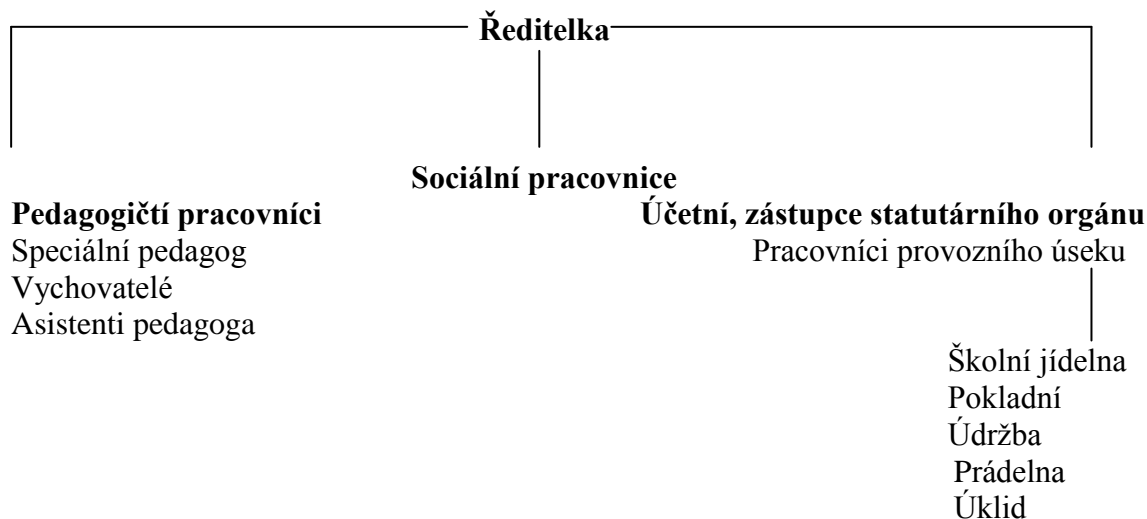 Ředitelka
Sociální pracovnice
Pedagogičtí pracovníci
Speciální pedagog
Vychovatelé
Asistenti pedagoga
Účetní, zástupce statutárního orgánu
Pracovníci provozního úseku
Školní jídelna
Pokladní
Údržba
Prádelna
Úklid